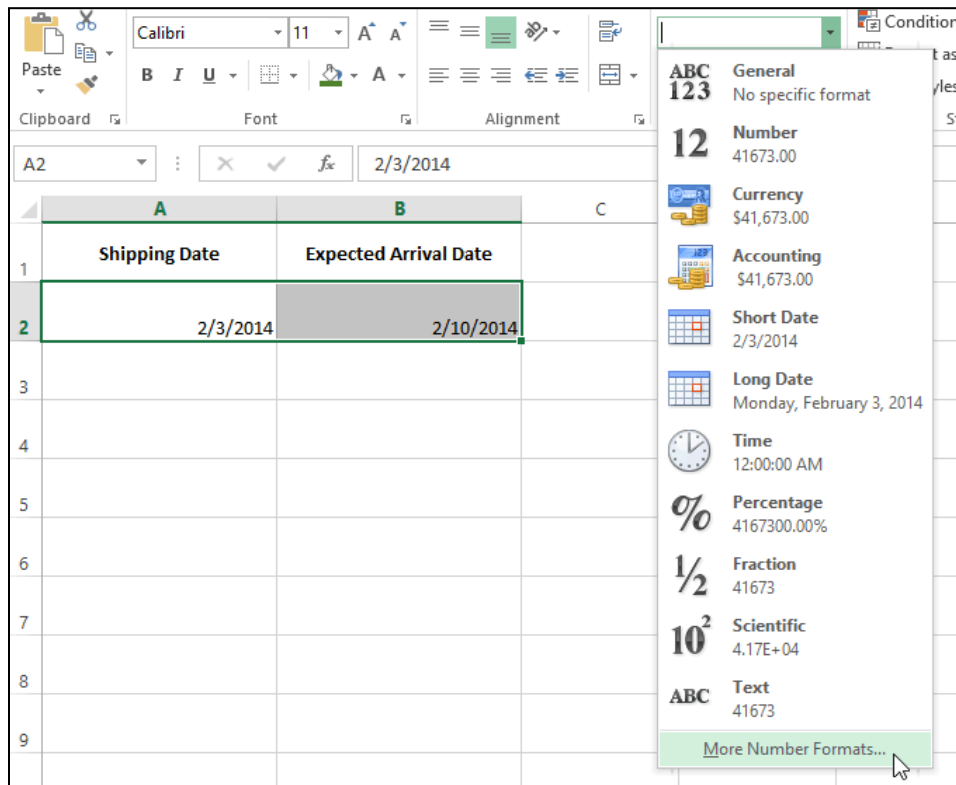 Calibri 11 A A
Condition
Paste
B I U A
t as
yles
Clipboard Font Alignment
A2 fx 2/3/2014
A B C
1 Shipping Date Expected Arrival Date
2 2/3/2014 2/10/2014
3
4
5
6
7
8
9
ABC
123
General
No specific format
12
Number
41673.00
Currency
$41,673.00
Accounting
$41,673.00
Short Date
2/3/2014
Long Date
Monday, February 3, 2014
Time
12:00:00 AM
%
Percentage
4167300.00%
1/2
Fraction
41673
10²
Scientific
4.17E+04
ABC
Text
41673
More Number Formats...